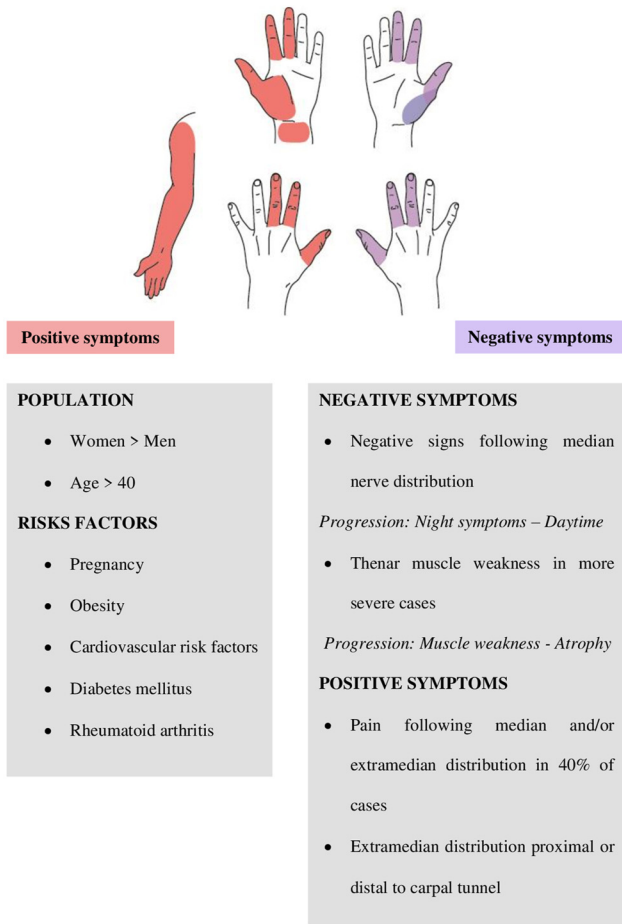 Positive symptoms
Negative symptoms
POPULATION
• Women > Men
• Age > 40
RISKS FACTORS
• Pregnancy
• Obesity
• Cardiovascular risk factors
• Diabetes mellitus
• Rheumatoid arthritis
NEGATIVE SYMPTOMS
• Negative signs following median
nerve distribution
Progression: Night symptoms – Daytime
• Thenar muscle weakness in more
severe cases
Progression: Muscle weakness - Atrophy
POSITIVE SYMPTOMS
• Pain following median and/or
extramedian distribution in 40% of
cases
• Extramedian distribution proximal or
distal to carpal tunnel